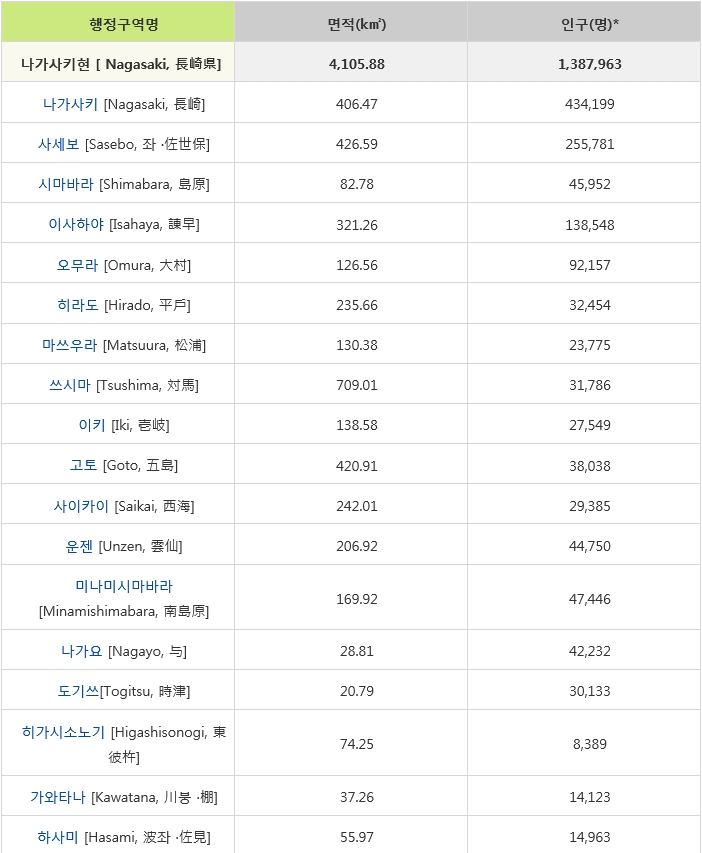 행정구역명 면적(㎢) 인구(명)*
나가사키현 [ Nagasaki, 長崎県] 4,105.88 1,387,963
나가사키 [Nagasaki, 長崎] 406.47 434,199
사세보 [Sasebo, 좌 ·佐世保] 426.59 255,781
시마바라 [Shimabara, 島原] 82.78 45,952
이사하야 [Isahaya, 諫早] 321.26 138,548
오무라 [Omura, 大村] 126.56 92,157
히라도 [Hirado, 平戶] 235.66 32,454
마쓰우라 [Matsuura, 松浦] 130.38 23,775
쓰시마 [Tsushima, 対馬] 709.01 31,786
이키 [Iki, 壱岐] 138.58 27,549
고토 [Goto, 五島] 420.91 38,038
사이카이 [Saikai, 西海] 242.01 29,385
운젠 [Unzen, 雲仙] 206.92 44,750
미나미시마바라
[Minamishimabara, 南島原] 169.92 47,446
나가요 [Nagayo, 与] 28.81 42,232
도기쓰[Togitsu, 時津] 20.79 30,133
히가시소노기 [Higashisonogi, 東
彼杵] 74.25 8,389
가와타나 [Kawatana, 川붕 ·棚] 37.26 14,123
하사미 [Hasami, 波좌 ·佐見] 55.97 14,963